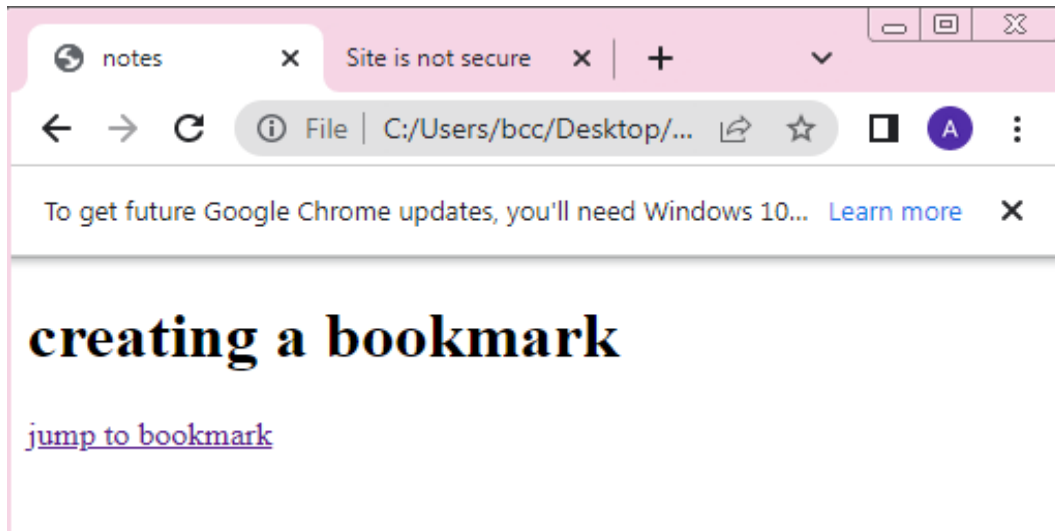 notes
Site is not secure
File C:/Users/bcc/Desktop/...
A
To get future Google Chrome updates, you'll need Windows 10... Learn more
creating a bookmark
jump to bookmark